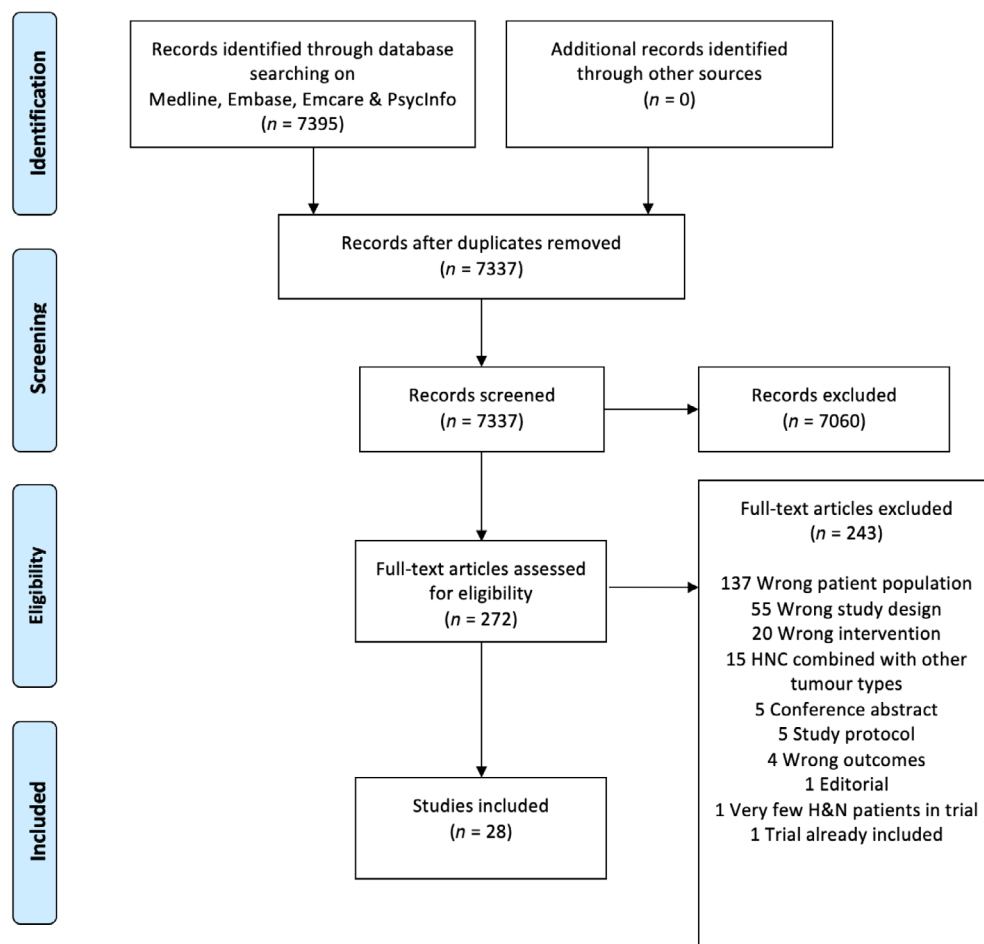 Identification
Records identified through database
searching on
Medline, Embase, Emcare & PsycInfo
(n = 7395)
Additional records identified
through other sources
(n = 0)
Records after duplicates removed
(n = 7337)
Screening
Records screened
(n = 7337)
Records excluded
(n = 7060)
Eligibility
Full-text articles assessed
for eligibility
(n = 272)
Full-text articles excluded
(n = 243)
137 Wrong patient population
55 Wrong study design
20 Wrong intervention
15 HNC combined with other
tumour types
5 Conference abstract
5 Study protocol
4 Wrong outcomes
1 Editorial
1 Very few H&N patients in trial
1 Trial already included
Included
Studies included
(n = 28)